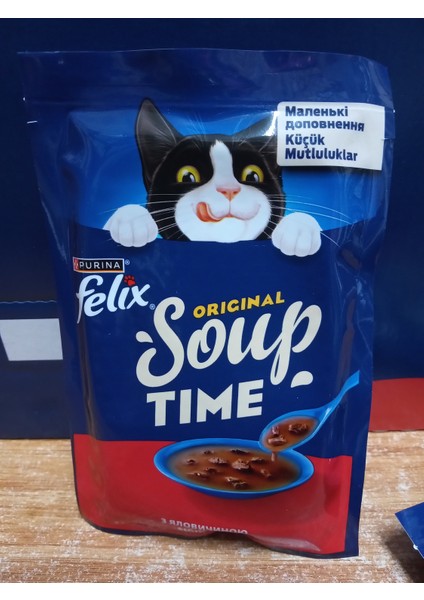 Маленькі
доповнення
Küçük
Mutluluklar
PURINA®
felix®
ORIGINAL
Soup
TIME
з яловичиною